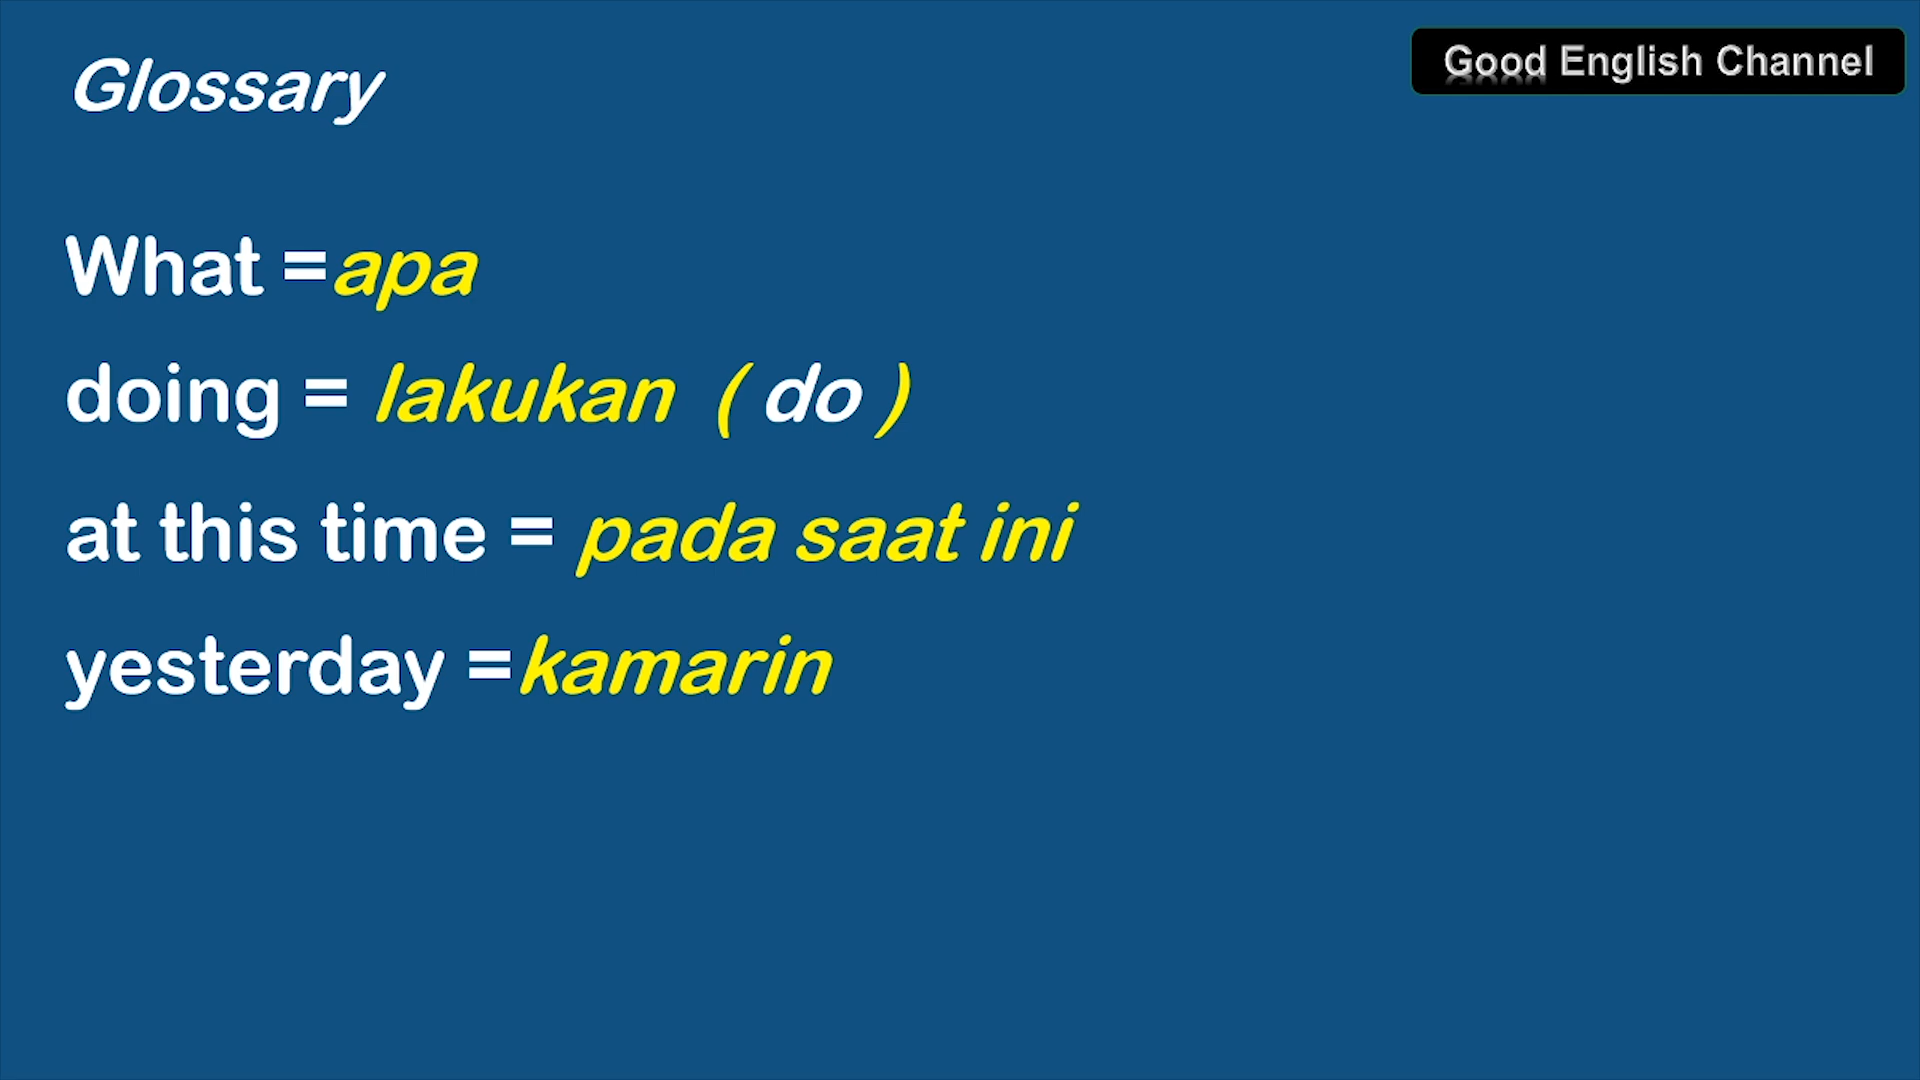 Glossary
Good English Channel
What =apa
doing = lakukan ( do )
at this time = pada saat ini
yesterday =kamarin